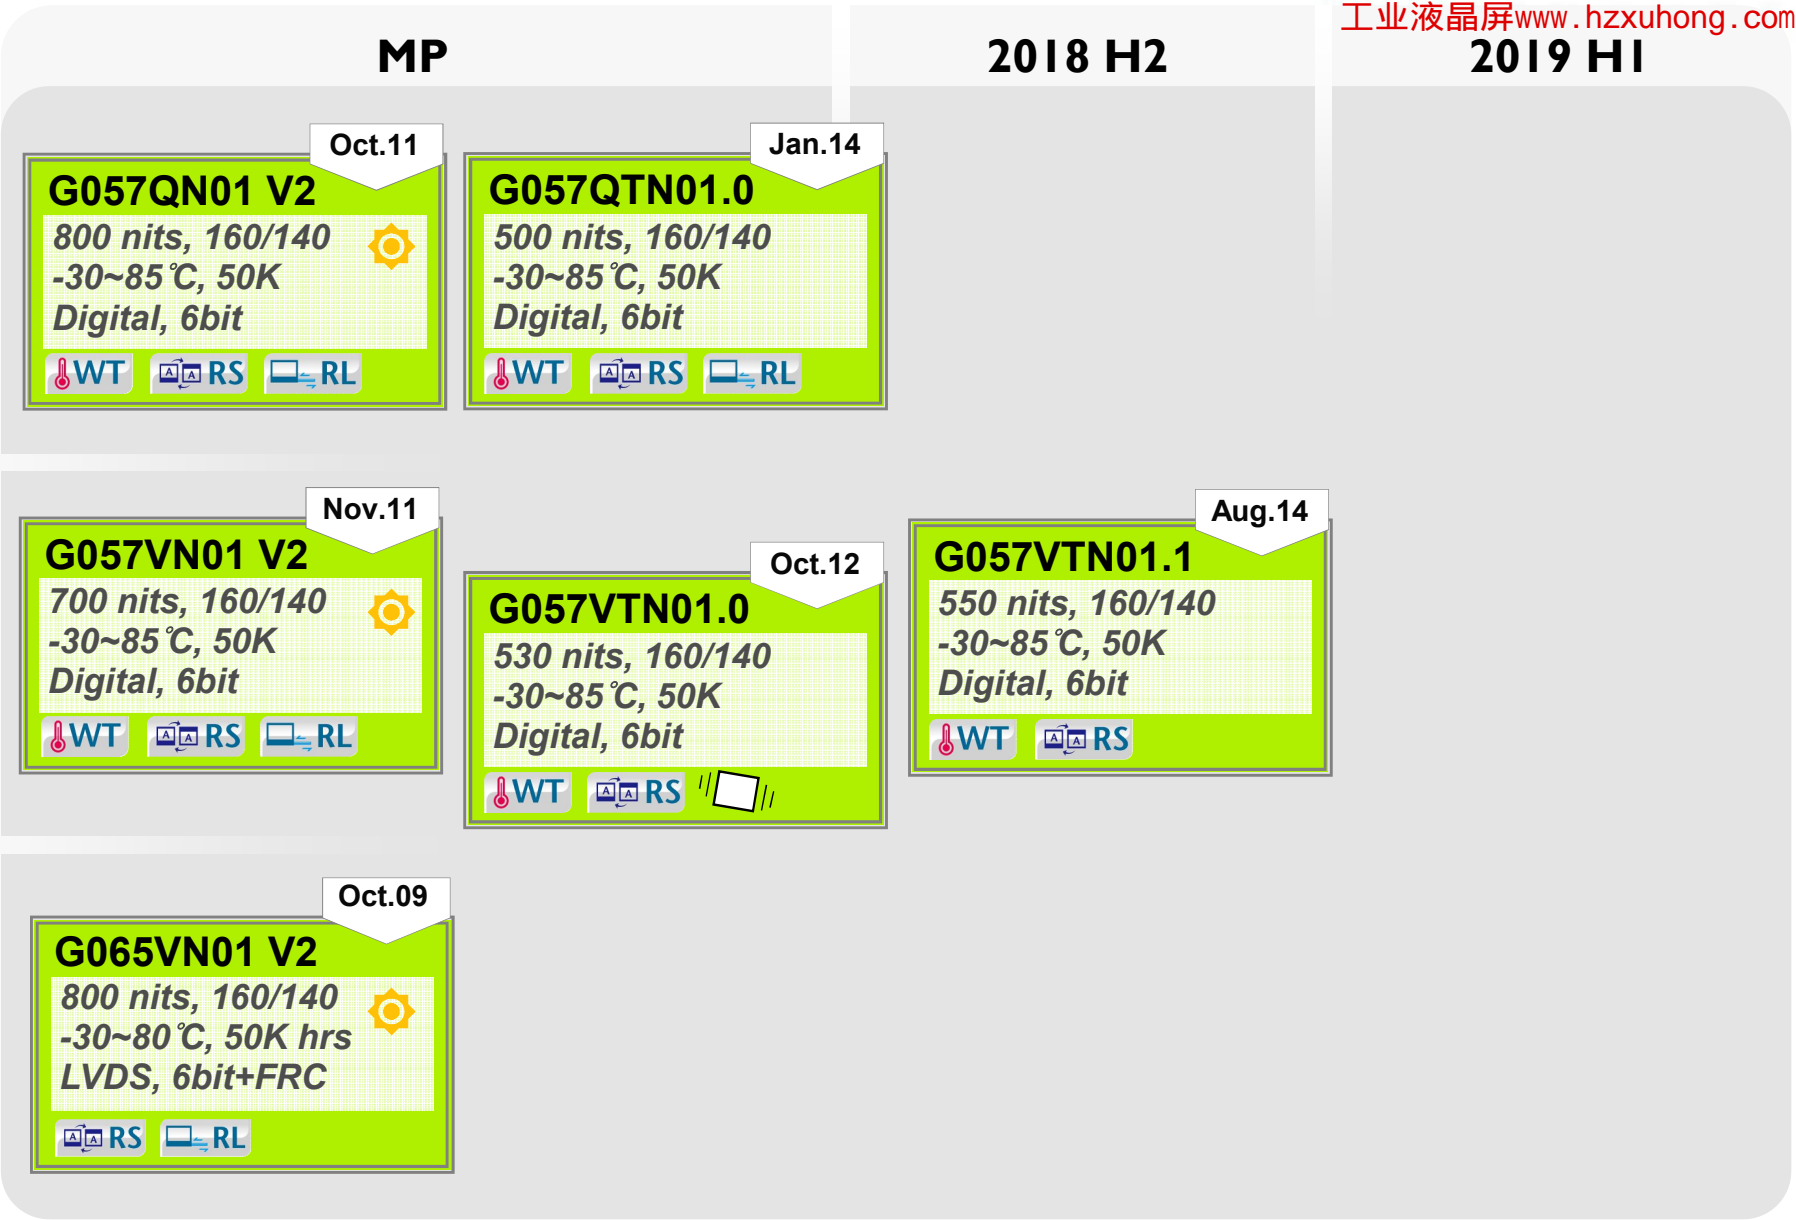 工业液晶屏www.hzxuhong.com
MP
2018 H2
2019 H1
Oct.11
G057QN01 V2
800 nits, 160/140
-30~85℃, 50K
Digital, 6bit
WT
RS
RL
Jan.14
G057QTN01.0
500 nits, 160/140
-30~85℃, 50K
Digital, 6bit
WT
RS
RL
Nov.11
G057VN01 V2
700 nits, 160/140
-30~85℃, 50K
Digital, 6bit
WT
RS
RL
Oct.12
G057VTN01.0
530 nits, 160/140
-30~85℃, 50K
Digital, 6bit
WT
RS
Aug.14
G057VTN01.1
550 nits, 160/140
-30~85℃, 50K
Digital, 6bit
WT
RS
Oct.09
G065VN01 V2
800 nits, 160/140
-30~80℃, 50K hrs
LVDS, 6bit+FRC
RS
RL